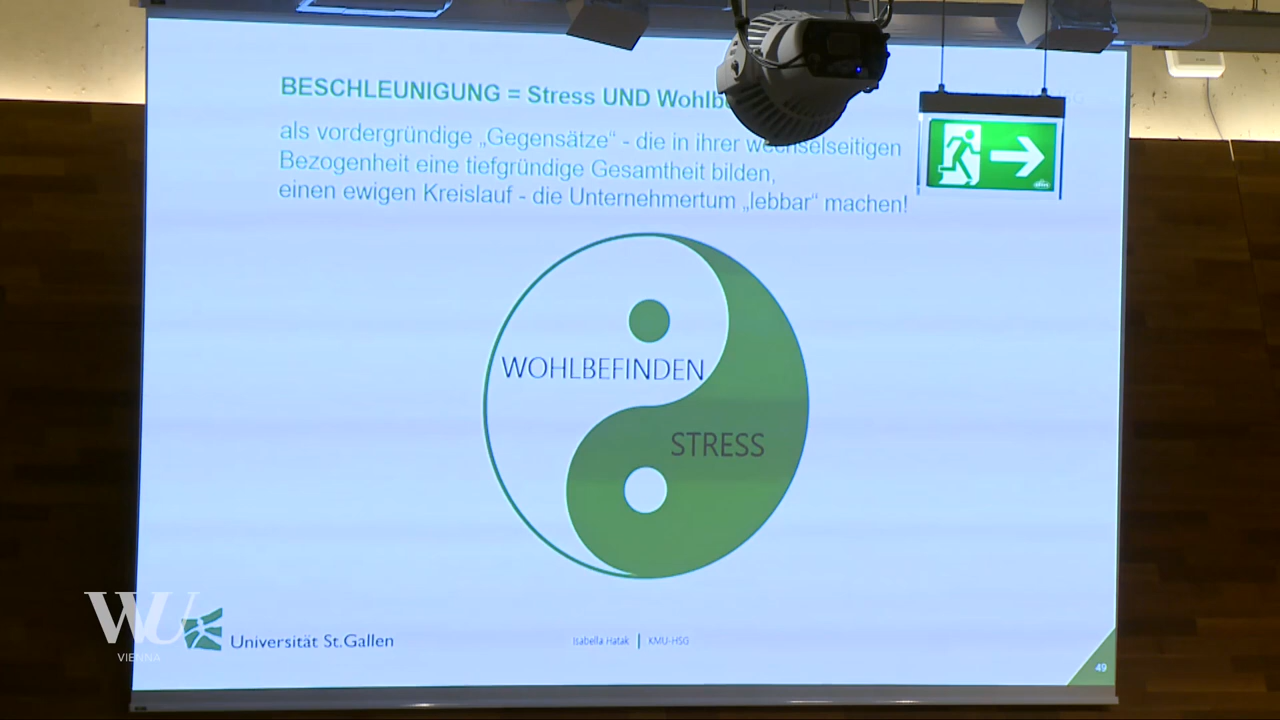 BESCHLEUNIGUNG = Stress UND
als vordergründige „Gegensätze“ - die in ihrer wechselseitigen
Bezogenheit eine tiefgründige Gesamtheit bilden,
einen ewigen Kreislauf - die Unternehmertum „lebbar“ machen!
WOHLBEFINDEN
STRESS
WU
VIENNA
Universität St.Gallen
Isabella Hatak | KMU-HSG
49